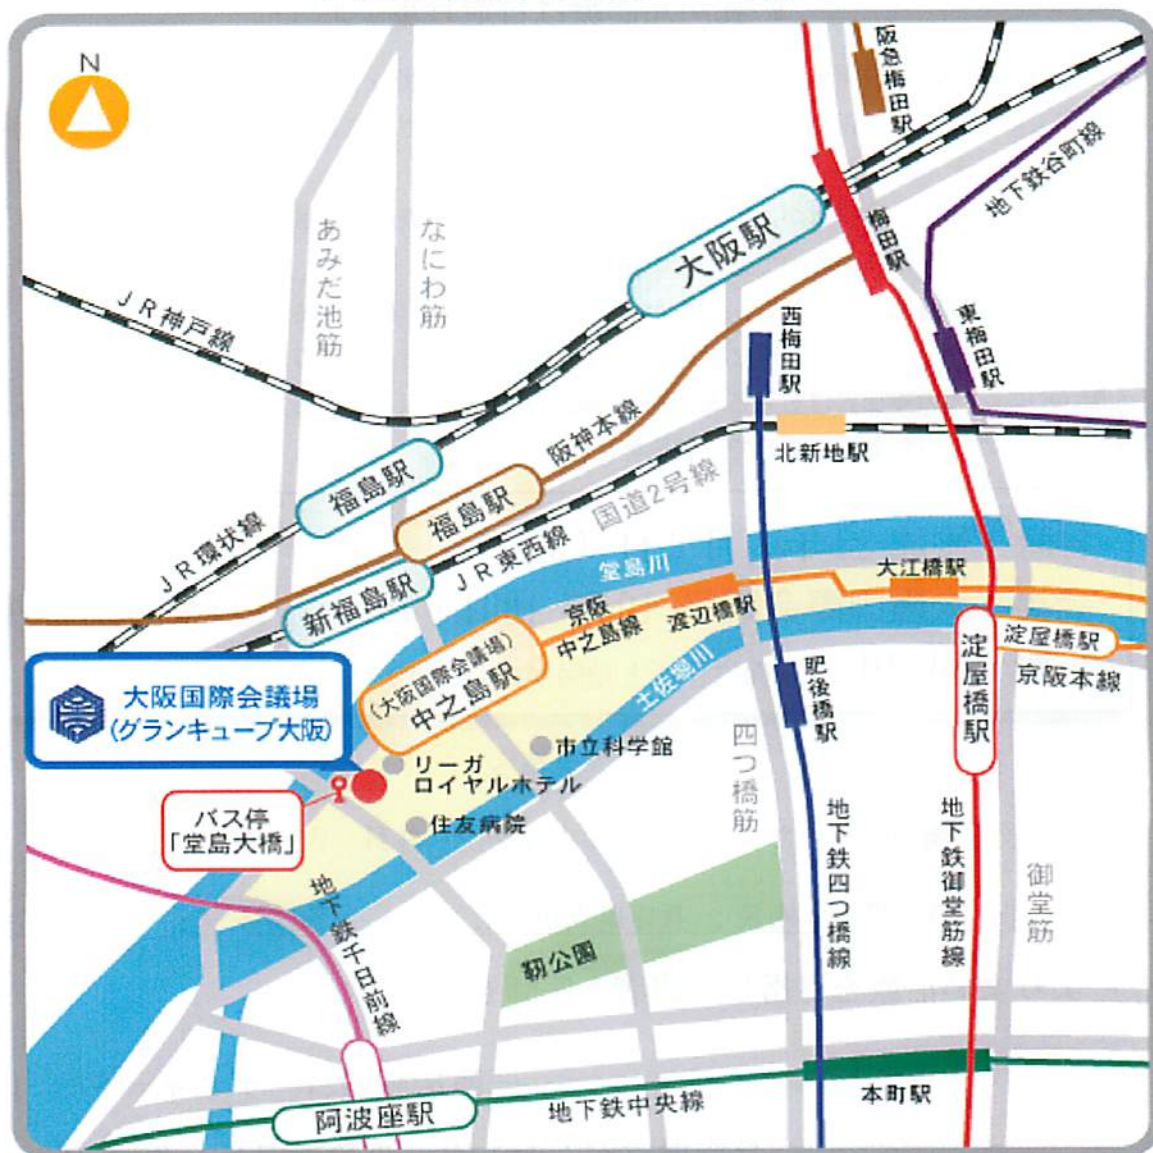 N
阪急梅田駅
地下鉄谷町線
あみだ池筋
なにわ筋
大阪駅
梅田駅
JR神戸線
西梅田駅
東梅田駅
阪神本線
北新地駅
福島駅
福島駅
国道2号線
JR環状線
新福島駅
JR東西線
堂島川
大江橋駅
京阪
中之島線
渡辺橋駅
淀屋橋駅
淀屋橋駅
京阪本線
(大阪国際会議場)
中之島駅
土佐堀川
肥後橋駅
大阪国際会議場
(グランキューブ大阪)
市立科学館
四つ橋筋
リーガ
ロイヤルホテル
バス停
「堂島大橋」
住友病院
地下鉄四つ橋線
地下鉄御堂筋線
御堂筋
地下鉄千日前線
靭公園
本町駅
地下鉄中央線
阿波座駅